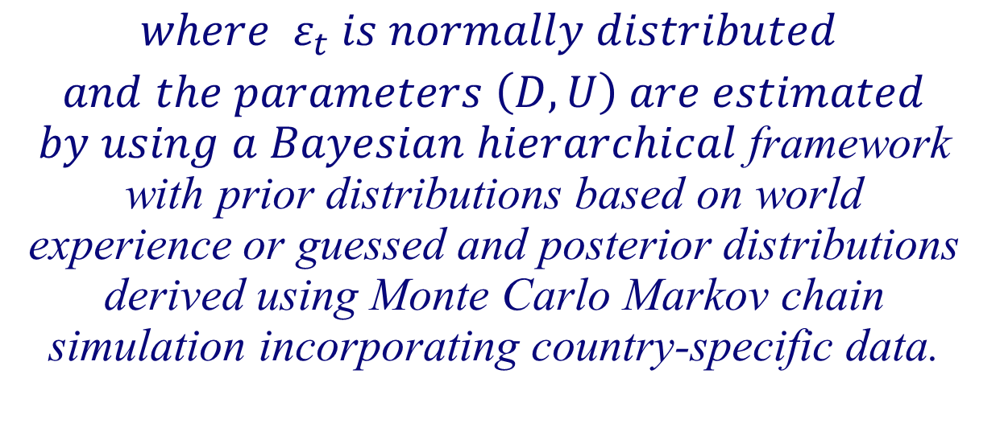 where ε_t is normally distributed
and the parameters (D, U) are estimated
by using a Bayesian hierarchical framework
with prior distributions based on world
experience or guessed and posterior distributions
derived using Monte Carlo Markov chain
simulation incorporating country-specific data.